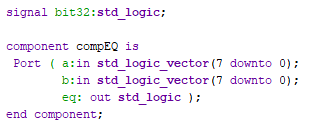 signal bit32:std_logic;
component compEQ is
Port ( a:in std_logic_vector(7 downto 0);
b:in std_logic_vector(7 downto 0);
eq: out std_logic );
end component;